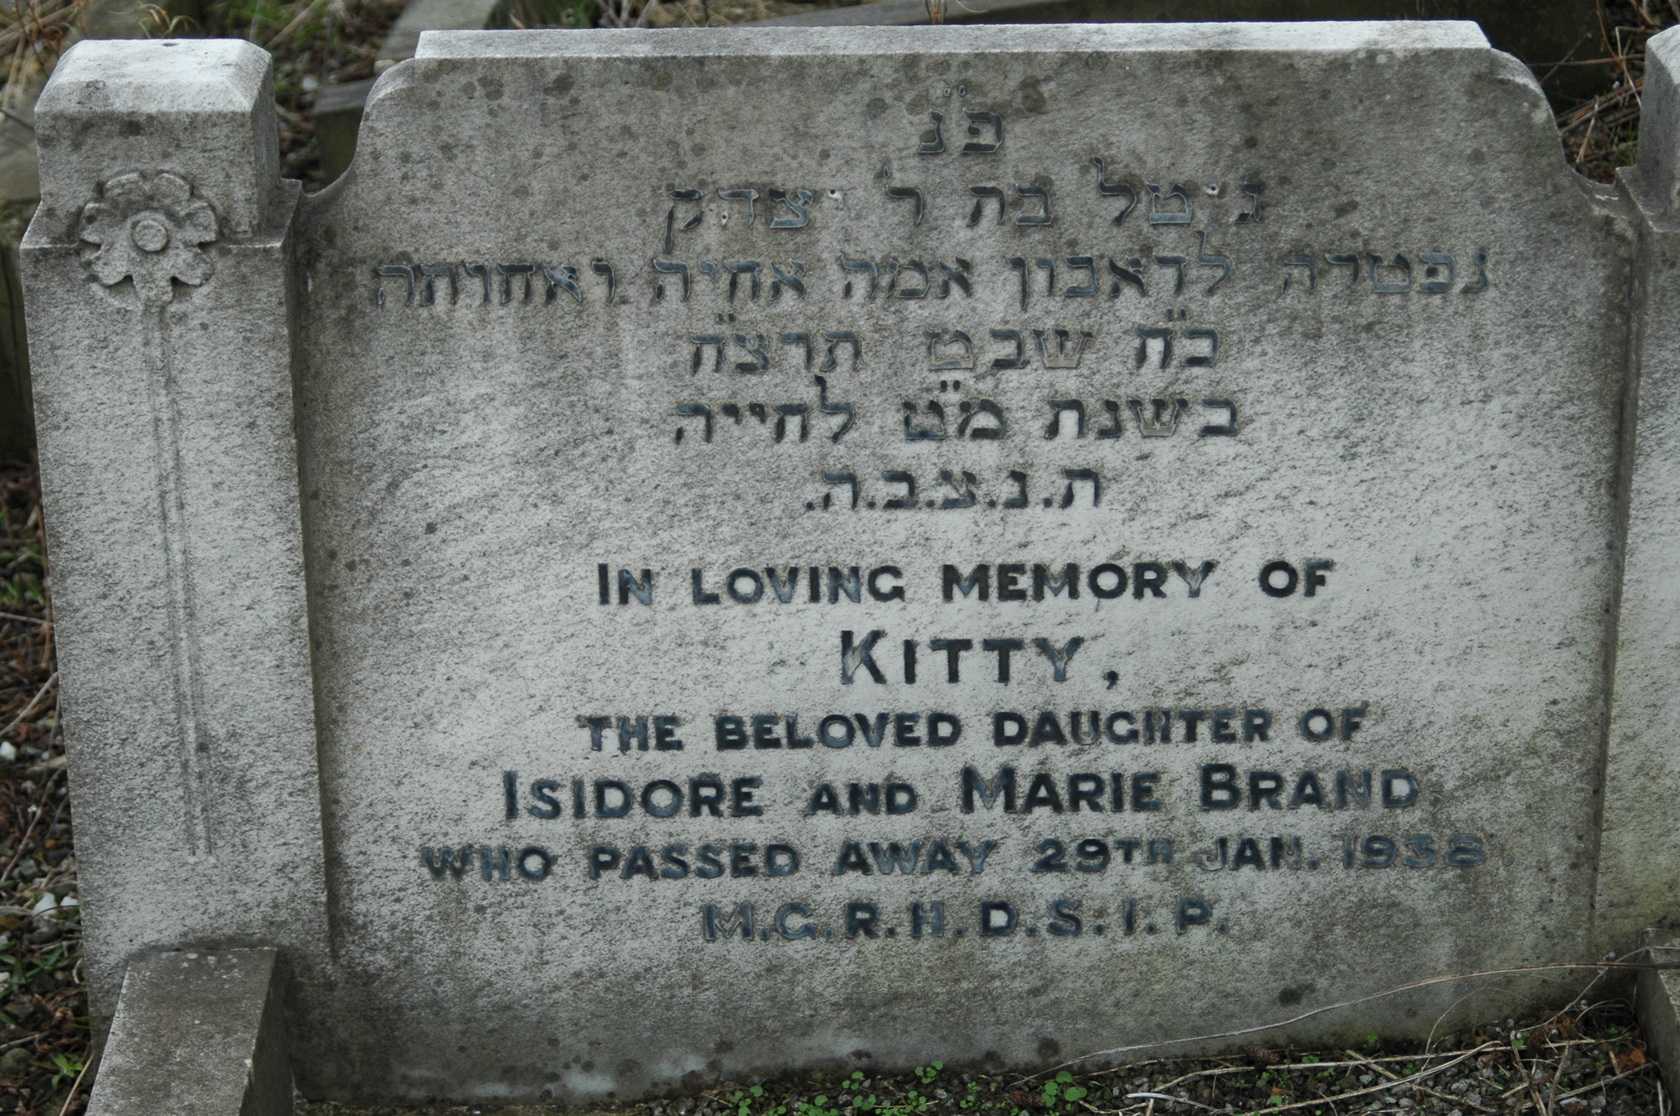 פ״נ
גיטל בת ר׳ יצדק
נפטרה לדאבון אמה אחיה ואחותה
כ״ח שבט תרצ״ח
בשנת מ״ט לחייה
ת.נ.צ.ב.ה.
IN LOVING MEMORY OF
KITTY,
THE BELOVED DAUGHTER OF
ISIDORE AND MARIE BRAND
WHO PASSED AWAY 29TH JAN. 1938
M.G.R.H.D.S.I.P.